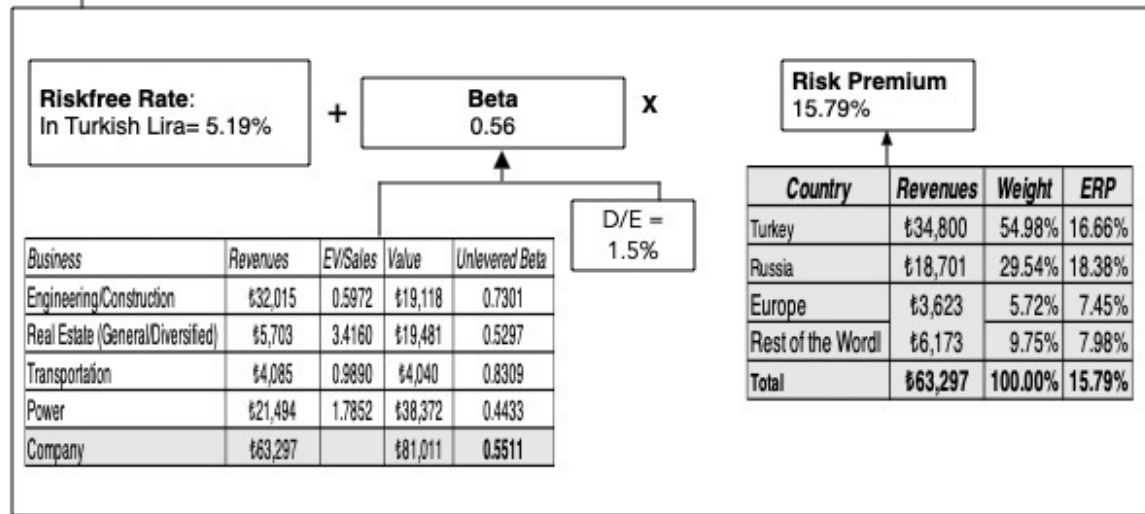 Riskfree Rate:
In Turkish Lira= 5.19%
+
Beta
0.56
x
Risk Premium
15.79%
D/E =
1.5%
Business Revenues EV/Sales Value Unlevered Beta
Engineering/Construction ₺32,015 0.5972 ₺19,118 0.7301
Real Estate (General/Diversified) ₺5,703 3.4160 ₺19,481 0.5297
Transportation ₺4,085 0.9890 ₺4,040 0.8309
Power ₺21,494 1.7852 ₺38,372 0.4433
Company ₺63,297 ₺81,011 0.5511
Country Revenues Weight ERP
Turkey ₺34,800 54.98% 16.66%
Russia ₺18,701 29.54% 18.38%
Europe ₺3,623 5.72% 7.45%
Rest of the Wordl ₺6,173 9.75% 7.98%
Total ₺63,297 100.00% 15.79%